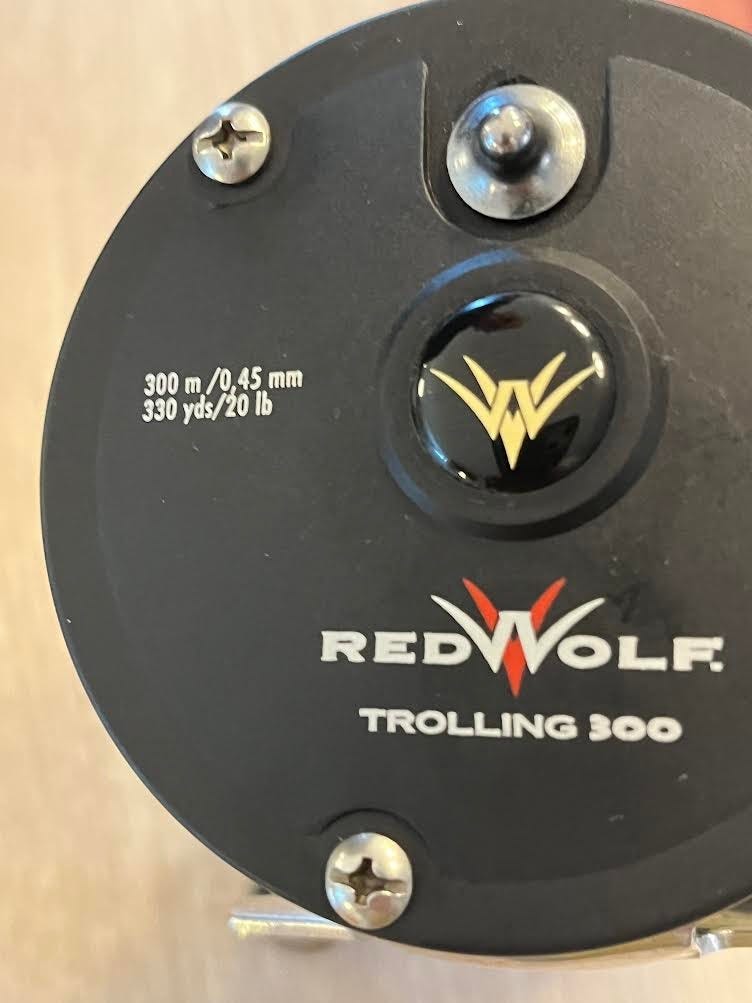 300 m /0,45 mm
330 yds/20 lb
REDWOLF
TROLLING 300